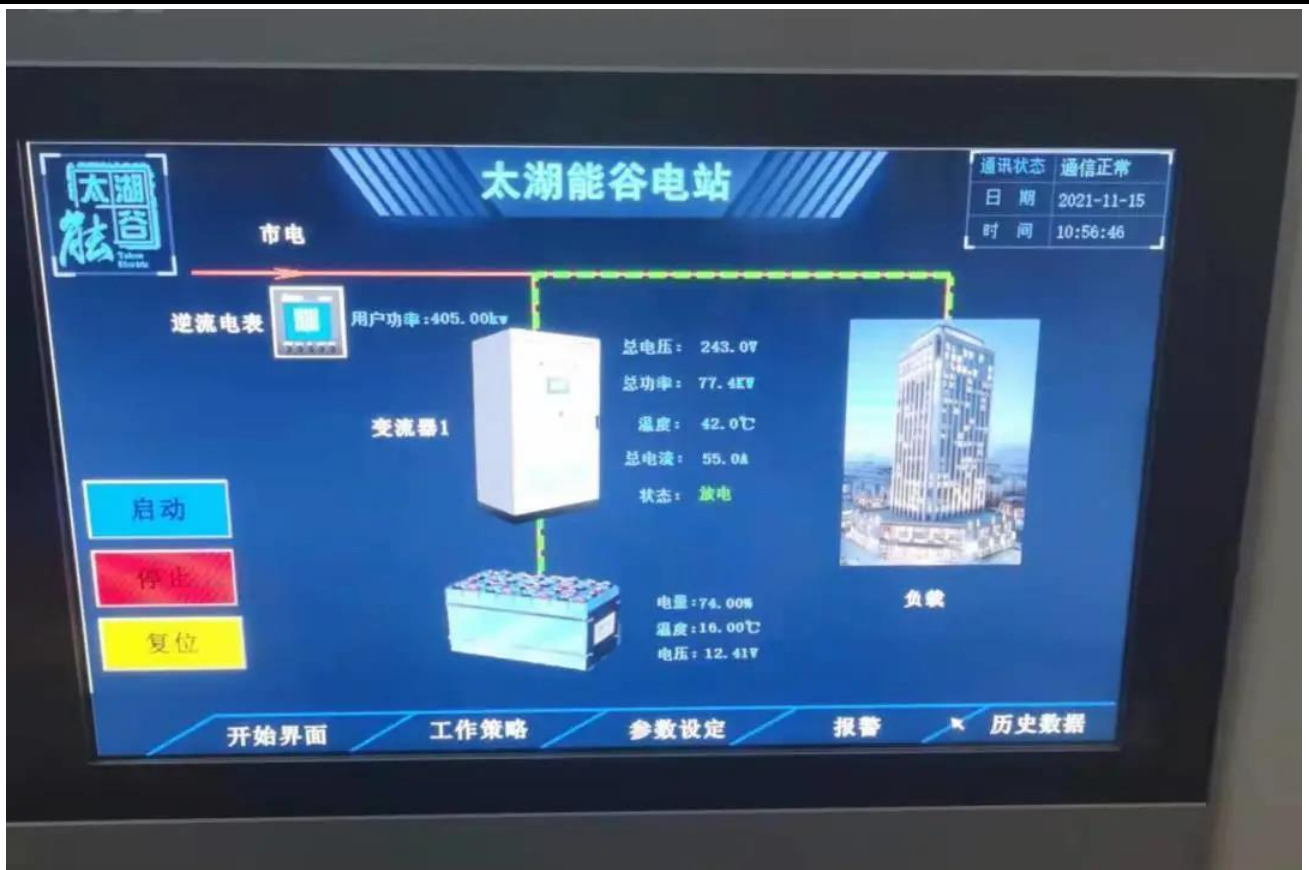 太湖能谷电站
通讯状态 通信正常
日 期 2021-11-15
时 间 10:56:46
太湖
能谷
市电
逆流电表
用户功率:405.00kw
总电压: 243.0V
总功率: 77.4KW
变流器1
温度: 42.0℃
总电流: 55.0A
状态: 放电
启动
停止
复位
电量:74.00%
温度:16.00℃
电压:12.41V
负载
开始界面 工作策略 参数设定 报警 历史数据